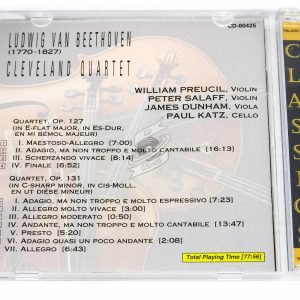 CD-80425
LUDWIG VAN BEETHOVEN
(1770-1827)
CLEVELAND QUARTET
WILLIAM PREUCIL, VIOLIN
PETER SALAFF, VIOLIN
JAMES DUNHAM, VIOLA
PAUL KATZ, CELLO
QUARTET, OP. 127
(IN E-FLAT MAJOR, IN ES-DUR,
EN MI BÉMOL MAJEUR)
I. MAESTOSO-ALLEGRO [7:00]
II. ADAGIO, MA NON TROPPO E MOLTO CANTABILE [16:13]
III. SCHERZANDO VIVACE [8:14]
IV. FINALE [6:52]
QUARTET, OP. 131
(IN C-SHARP MINOR, IN CIS-MOLL,
EN UT DIÈSE MINEUR)
I. ADAGIO, MA NON TROPPO E MOLTO ESPRESSIVO [7:23]
II. ALLEGRO MOLTO VIVACE [3:00]
III. ALLEGRO MODERATO [0:50]
IV. ANDANTE, MA NON TROPPO E MOLTO CANTABILE [13:47]
V. PRESTO [5:20]
VI. ADAGIO QUASI UN POCO ANDANTE [2:08]
VII. ALLEGRO [6:43]
Total Playing Time [77:56]
TELARC
CLASSICS